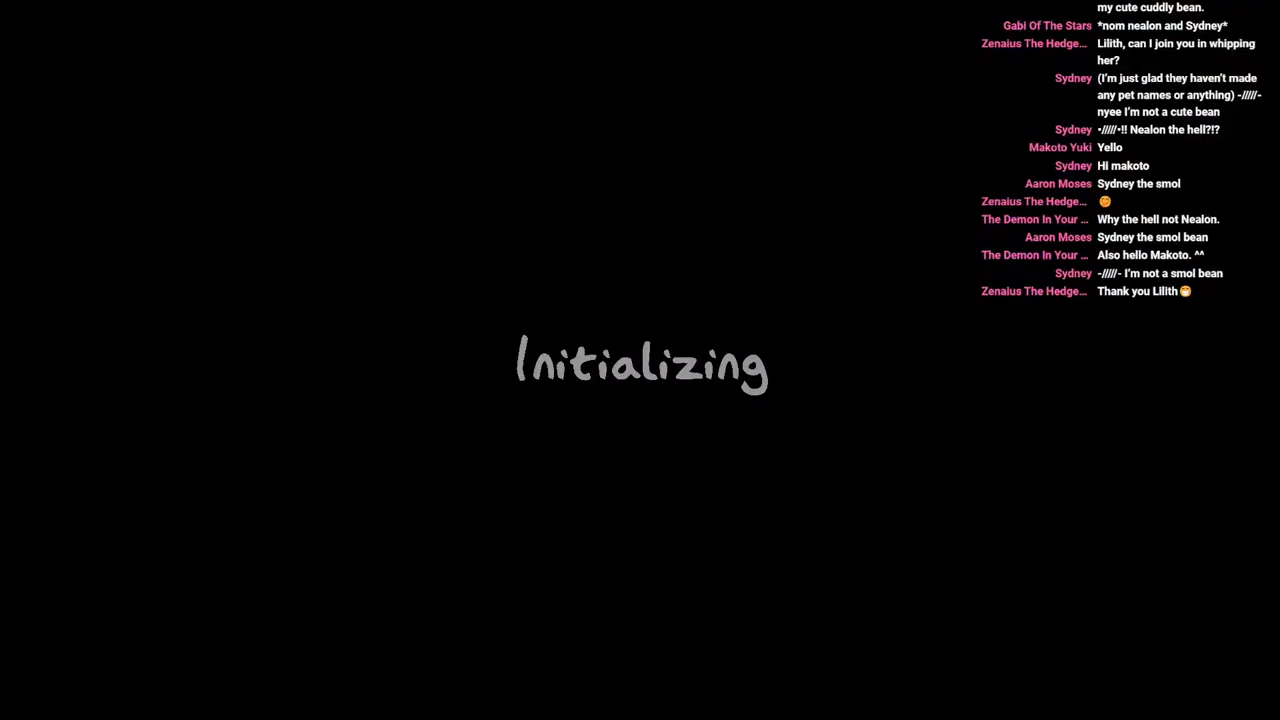 my cute cuddly bean.
Gabi Of The Stars *nom nealon and Sydney*
Zenaius The Hedge... Lilith, can I join you in whipping
her?
Sydney (I'm just glad they haven't made
any pet names or anything) -/////-
nyee I'm not a cute bean
Sydney •/////•!! Nealon the hell?!?
Makoto Yuki Yello
Sydney Hi makoto
Aaron Moses Sydney the smol
Zenaius The Hedge...
The Demon In Your ... Why the hell not Nealon.
Aaron Moses Sydney the smol bean
The Demon In Your ... Also hello Makoto. ^^
Sydney -/////- I'm not a smol bean
Zenaius The Hedge... Thank you Lilith😁
Initializing